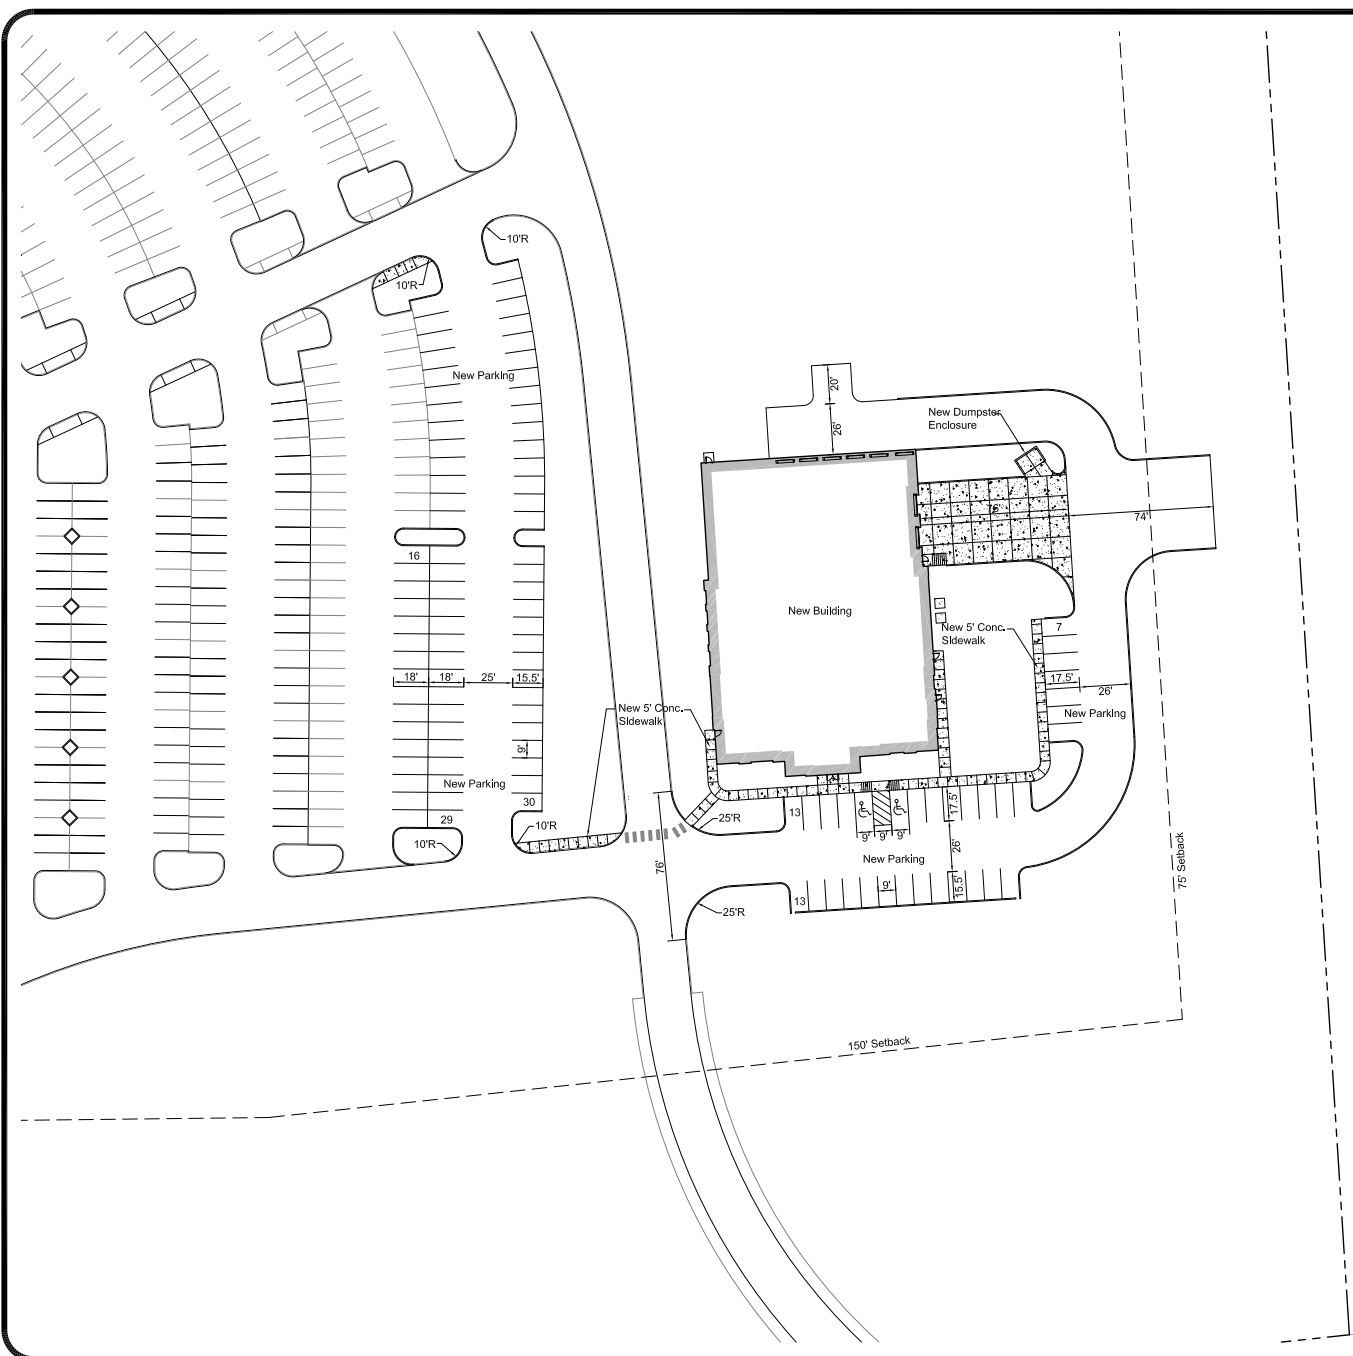 10'R
10'R
New Parking
20'
26'
New Dumpster
Enclosure
74'
16
New Building
New 5' Conc.
Sidewalk
7
18'
18'
25'
15.5'
17.5'
26'
New 5' Conc.
Sidewalk
New Parking
9'
New Parking
30
29
10'R
10'R
76'
25'R
13
17.5'
9'
9'
9'
26'
New Parking
9'
15.5'
13
25'R
75' Setback
150' Setback